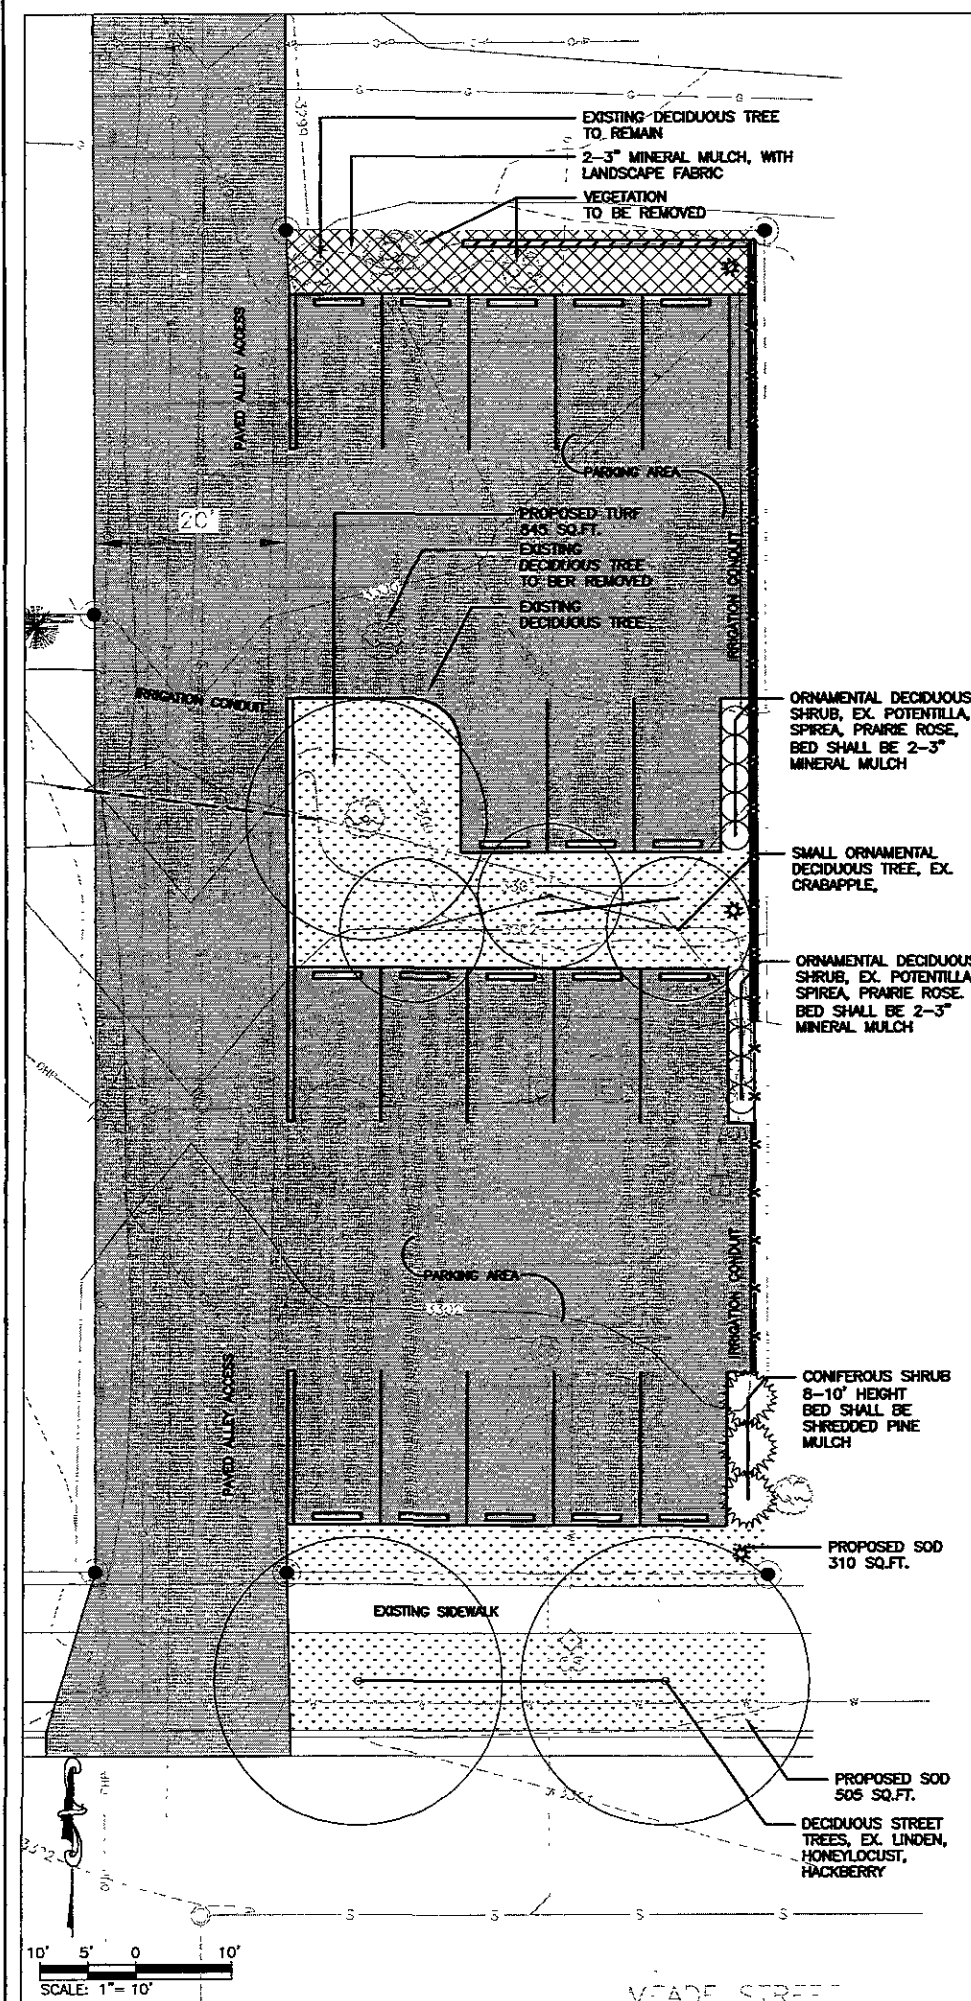 EXISTING DECIDUOUS TREE
TO REMAIN
2-3" MINERAL MULCH, WITH
LANDSCAPE FABRIC
VEGETATION
TO BE REMOVED
PAVED ALLEY ACCESS
PARKING AREA
20'
PROPOSED TURF
845 SQ.FT.
EXISTING
DECIDUOUS TREE
TO BER REMOVED
EXISTING
DECIDUOUS TREE
IRRIGATION CONDUIT
IRRIGATION CONDUIT
ORNAMENTAL DECIDUOUS
SHRUB, EX. POTENTILLA,
SPIREA, PRAIRIE ROSE,
BED SHALL BE 2-3"
MINERAL MULCH
SMALL ORNAMENTAL
DECIDUOUS TREE, EX.
CRABAPPLE,
3302
ORNAMENTAL DECIDUOUS
SHRUB, EX. POTENTILLA
SPIREA, PRAIRIE ROSE.
BED SHALL BE 2-3"
MINERAL MULCH
OHP
PARKING AREA
3302
IRRIGATION CONDUIT
PAVED ALLEY ACCESS
CONIFEROUS SHRUB
8-10' HEIGHT
BED SHALL BE
SHREDDED PINE
MULCH
PROPOSED SOD
310 SQ.FT.
EXISTING SIDEWALK
PROPOSED SOD
505 SQ.FT.
DECIDUOUS STREET
TREES, EX. LINDEN,
HONEYLOCUST,
HACKBERRY
S S S S
10' 5' 0 10'
SCALE: 1"= 10'
MEADE STREET